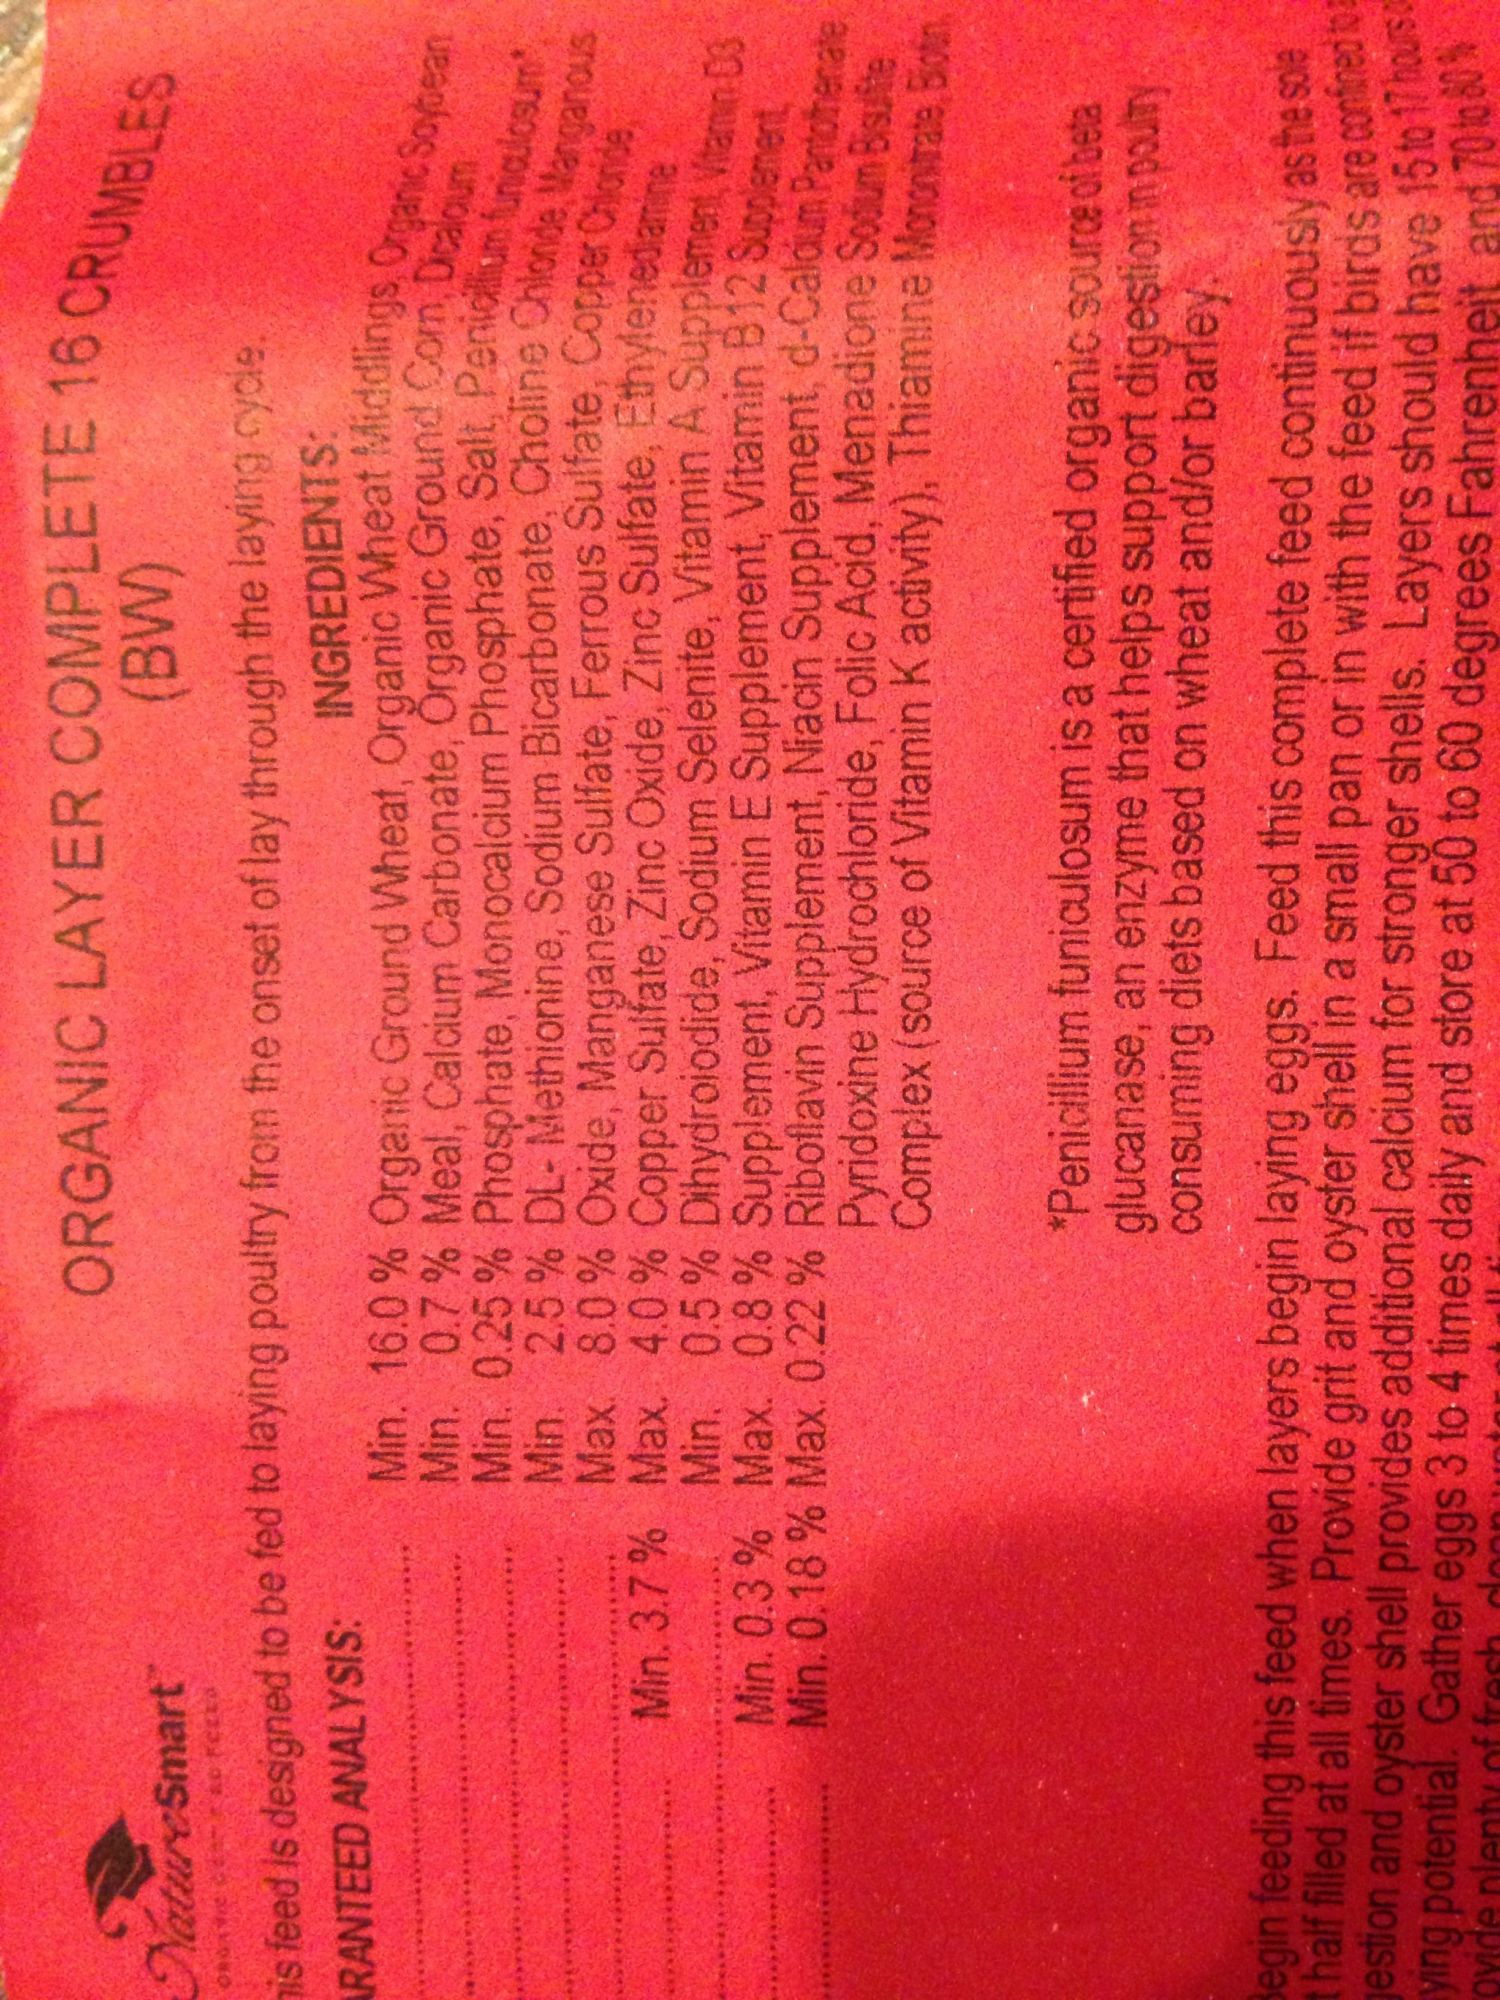 NatureSmart
ORGANIC LAYER COMPLETE 16 CRUMBLES
(BW)
his feed is designed to be fed to laying poultry from the onset of lay through the laying cycle.
ARANTEED ANALYSIS:
Min. 16.0 %
Min. 0.7 %
Min. 0.25 %
Min. 2.5 %
Max. 8.0 %
Min. 3.7 % Max. 4.0 %
Min. 0.5 %
Min. 0.3 % Max. 0.8 %
Min. 0.18 % Max. 0.22 %
INGREDIENTS:
Organic Ground Wheat, Organic Wheat Middlings, Organic Soybean
Meal, Calcium Carbonate, Organic Ground Corn, Dicalcium
Phosphate, Monocalcium Phosphate, Salt, Penicillium funiculosum*
DL- Methionine, Sodium Bicarbonate, Choline Chloride Manganous
Oxide, Manganese Sulfate, Ferrous Sulfate, Copper Chloride,
Copper Sulfate, Zinc Oxide, Zinc Sulfate, Ethylenediamine
Dihydroiodide, Sodium Selenite, Vitamin A Supplement, Vitamin D3
Supplement, Vitamin E Supplement, Vitamin B12 Supplement,
Riboflavin Supplement, Niacin Supplement, d-Calcium Pantothenate
Pyridoxine Hydrochloride, Folic Acid, Menadione Sodium Bisulfite
Complex (source of Vitamin K activity), Thiamine Mononitrate, Biotin
*Penicillium funiculosum is a certified organic source of beta
glucanase, an enzyme that helps support digestion in poultry
consuming diets based on wheat and/or barley.
egin feeding this feed when layers begin laying eggs. Feed this complete feed continuously as the sole
t half filled at all times. Provide grit and oyster shell in a small pan or in with the feed if birds are confined to
gestion and oyster shell provides additional calcium for stronger shells. Layers should have 15 to 17 hours
ying potential. Gather eggs 3 to 4 times daily and store at 50 to 60 degrees Fahrenheit and 70 to 80 %
ovide plenty of fresh